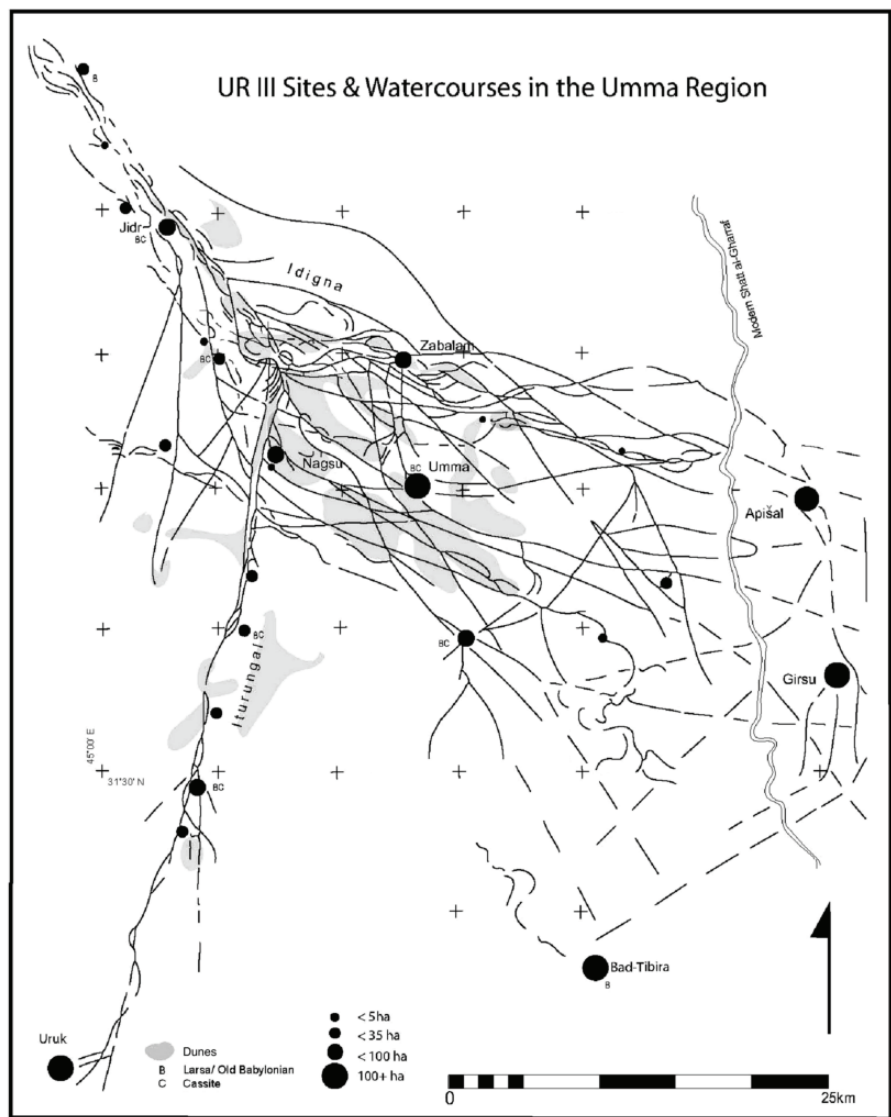 UR III Sites & Watercourses in the Umma Region
B
Jidr
BC
Idigna
Modern Shatt al-Gharraf
BC
Zabalam
Nagsu
BC
Umma
Apišal
BC
BC
Iturungal
Girsu
45°00' E
31°30' N
BC
Bad-Tibira
B
Uruk
Dunes
B Larsa/ Old Babylonian
C Cassite
< 5ha
< 35 ha
< 100 ha
100+ ha
0 25km